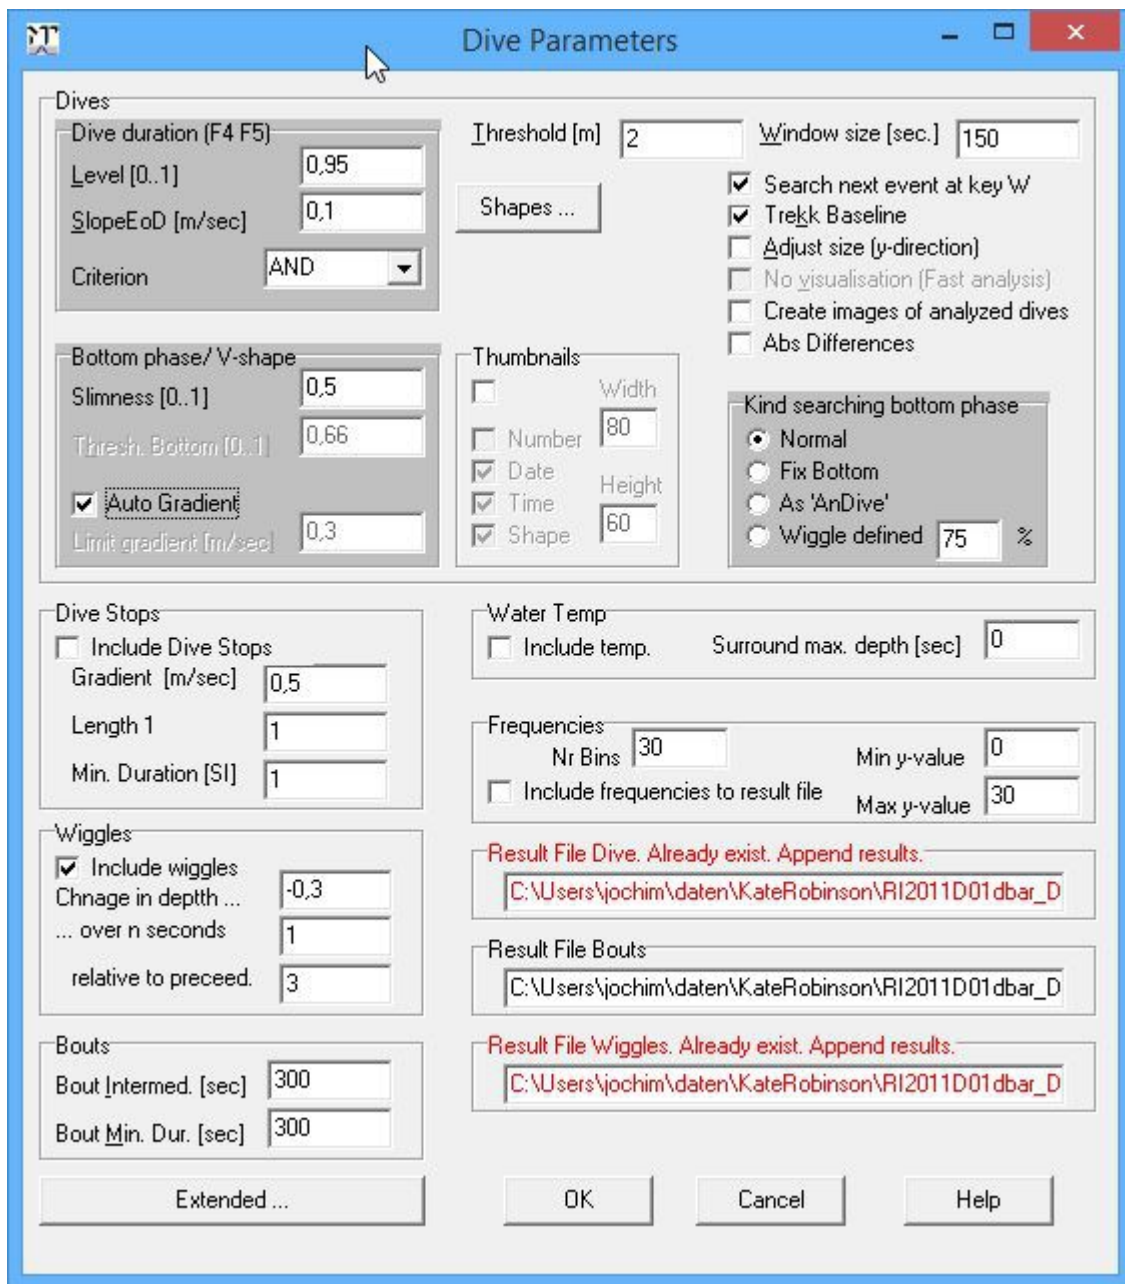 Dive Parameters
Dives
Dive duration (F4 F5)
Level [0..1] 0,95
SlopeEoD [m/sec] 0,1
Criterion AND
Threshold [m] 2
Window size [sec.] 150
Shapes ...
Search next event at key W
Trekk Baseline
Adjust size (y-direction)
No visualisation (Fast analysis)
Create images of analyzed dives
Abs Differences
Bottom phase/ V-shape
Slimness [0..1] 0,5
Thresh. Bottom [0..1] 0,66
Auto Gradient
Limit gradient [m/sec] 0,3
Thumbnails
Width
80
Number
Date
Height
Time
60
Shape
Kind searching bottom phase
Normal
Fix Bottom
As 'AnDive'
Wiggle defined 75 %
Dive Stops
Include Dive Stops
Gradient [m/sec] 0,5
Length 1 1
Min. Duration [SI] 1
Water Temp
Include temp. Surround max. depth [sec] 0
Frequencies
Nr Bins 30
Min y-value 0
Include frequencies to result file
Max y-value 30
Wiggles
Include wiggles
Chnage in deptth ... -0,3
... over n seconds 1
relative to preceed. 3
Result File Dive. Already exist. Append results.
C:\Users\jochim\daten\KateRobinson\RI2011D01dbar_D
Result File Bouts
C:\Users\jochim\daten\KateRobinson\RI2011D01dbar_D
Bouts
Bout Intermed. [sec] 300
Bout Min. Dur. [sec] 300
Result File Wiggles. Already exist. Append results.
C:\Users\jochim\daten\KateRobinson\RI2011D01dbar_D
Extended ...
OK
Cancel
Help